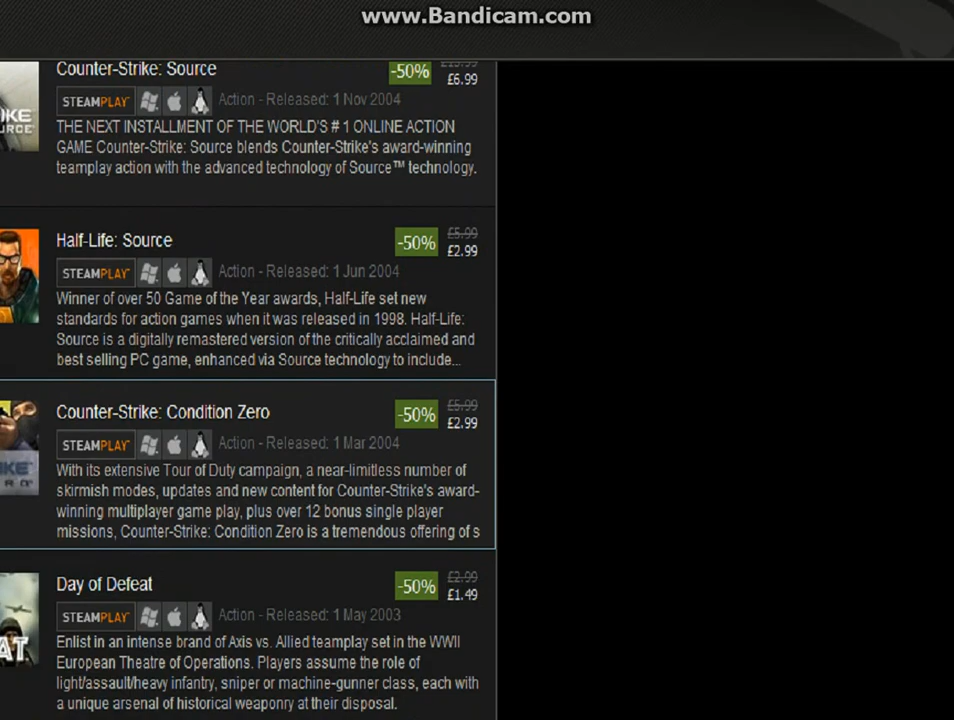 www.Bandicam.com
Counter-Strike: Source
-50%
£6.99
STEAMPLAY Action - Released: 1 Nov 2004
THE NEXT INSTALLMENT OF THE WORLD'S # 1 ONLINE ACTION
GAME Counter-Strike: Source blends Counter-Strike's award-winning
teamplay action with the advanced technology of Source™ technology.
Half-Life: Source
-50%
£5.99
£2.99
STEAMPLAY Action - Released: 1 Jun 2004
Winner of over 50 Game of the Year awards, Half-Life set new
standards for action games when it was released in 1998. Half-Life:
Source is a digitally remastered version of the critically acclaimed and
best selling PC game, enhanced via Source technology to include...
Counter-Strike: Condition Zero
-50%
£5.99
£2.99
STEAMPLAY Action - Released: 1 Mar 2004
With its extensive Tour of Duty campaign, a near-limitless number of
skirmish modes, updates and new content for Counter-Strike's award-
winning multiplayer game play, plus over 12 bonus single player
missions, Counter-Strike: Condition Zero is a tremendous offering of s
Day of Defeat
-50%
£2.99
£1.49
STEAMPLAY Action - Released: 1 May 2003
Enlist in an intense brand of Axis vs. Allied teamplay set in the WWII
European Theatre of Operations. Players assume the role of
light/assault/heavy infantry, sniper or machine-gunner class, each with
a unique arsenal of historical weaponry at their disposal.